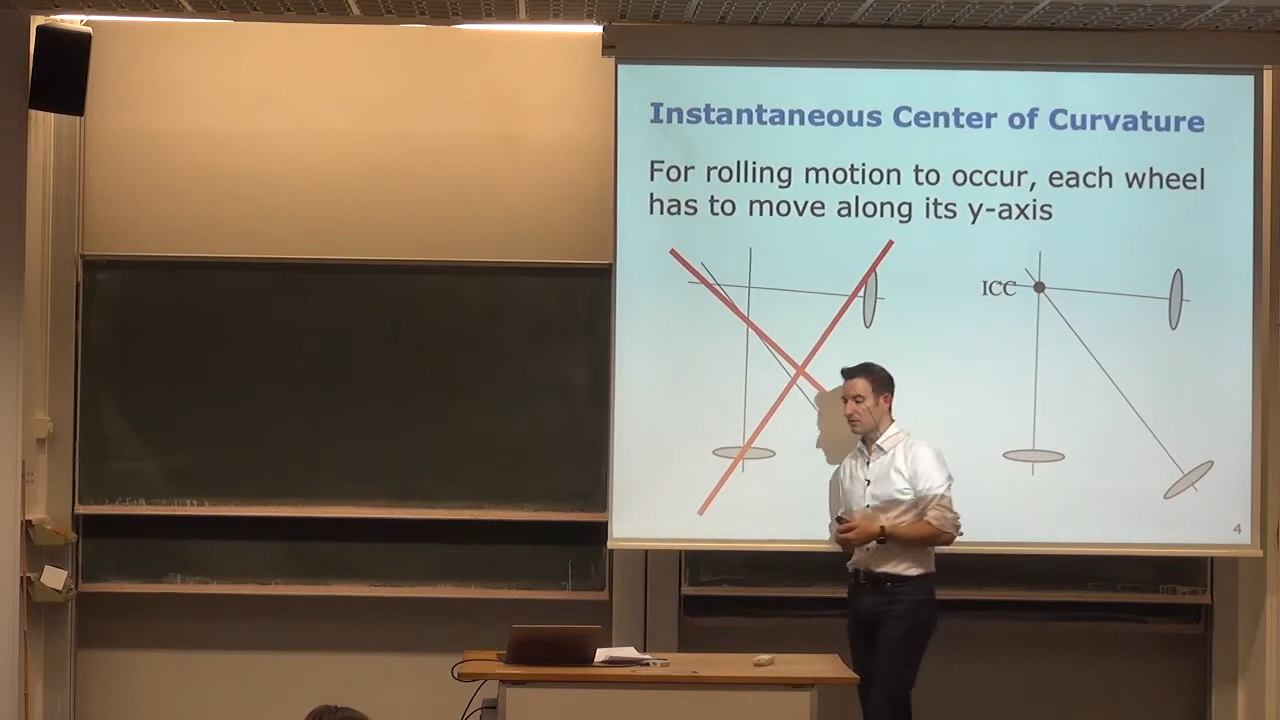 Instantaneous Center of Curvature
For rolling motion to occur, each wheel
has to move along its y-axis
ICC
4